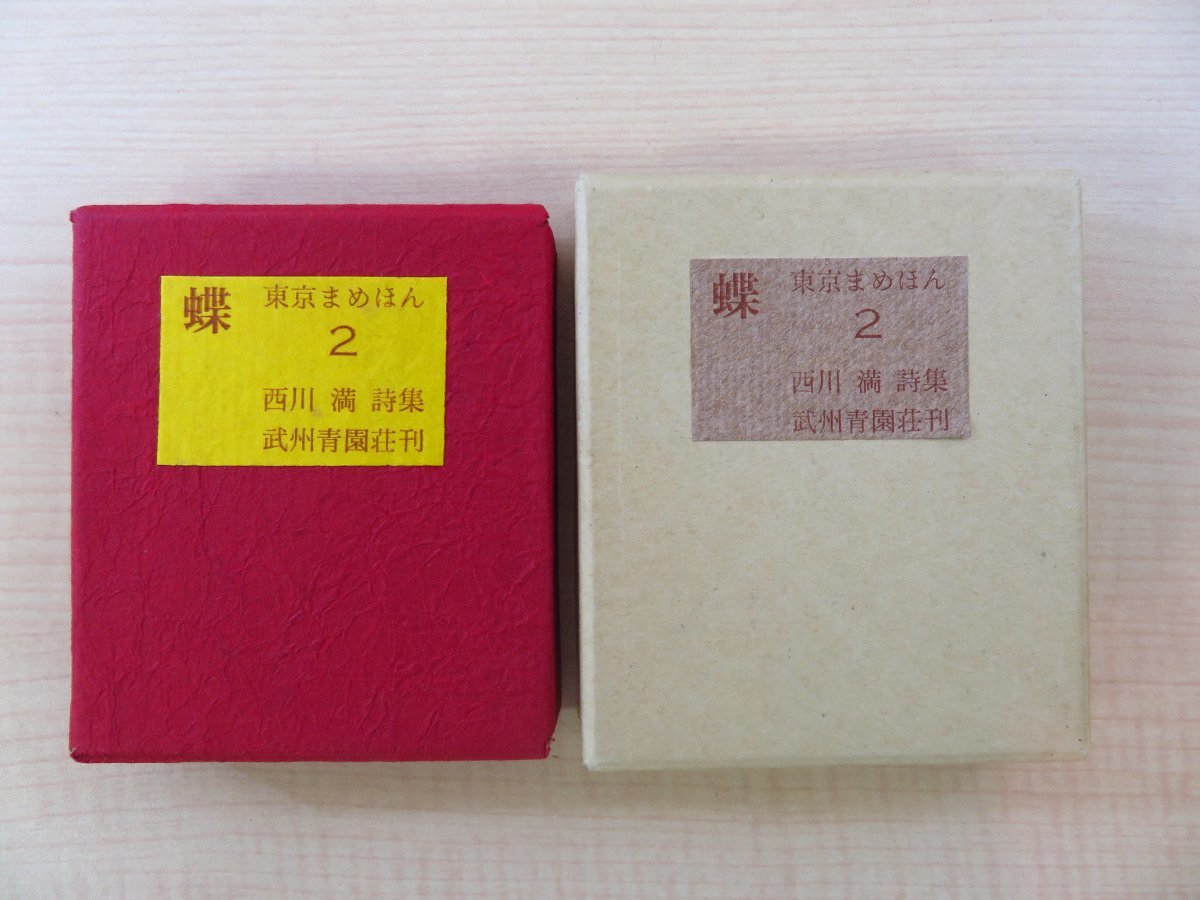 蝶 東京まめほん
2
西川 満 詩集
武州青園荘刊
蝶 東京まめほん
2
西川 満 詩集
武州青園荘刊